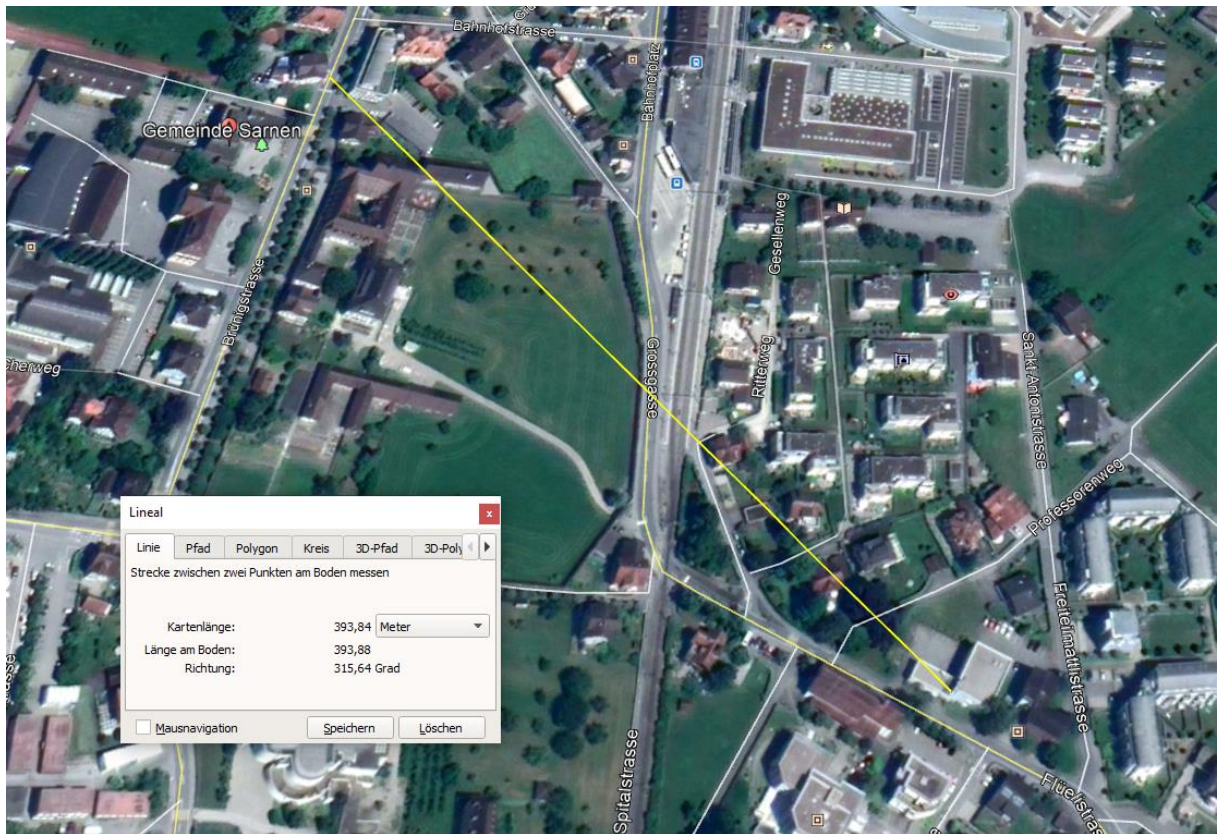 Bahnhofstrasse
Bahnhofplatz
Gemeinde Sarnen
Gesellenweg
Brünigstrasse
Grossgasse
Ritterweg
Sankt Antonistrasse
cherweg
Professorenweg
Lineal
x
Linie Pfad Polygon Kreis 3D-Pfad 3D-Poly
Strecke zwischen zwei Punkten am Boden messen
Kartenlänge: 393,84 Meter
Länge am Boden: 393,88
Richtung: 315,64 Grad
Mausnavigation Speichern Löschen
Freiteilmattlistrasse
Spitalstrasse
Flüelistras